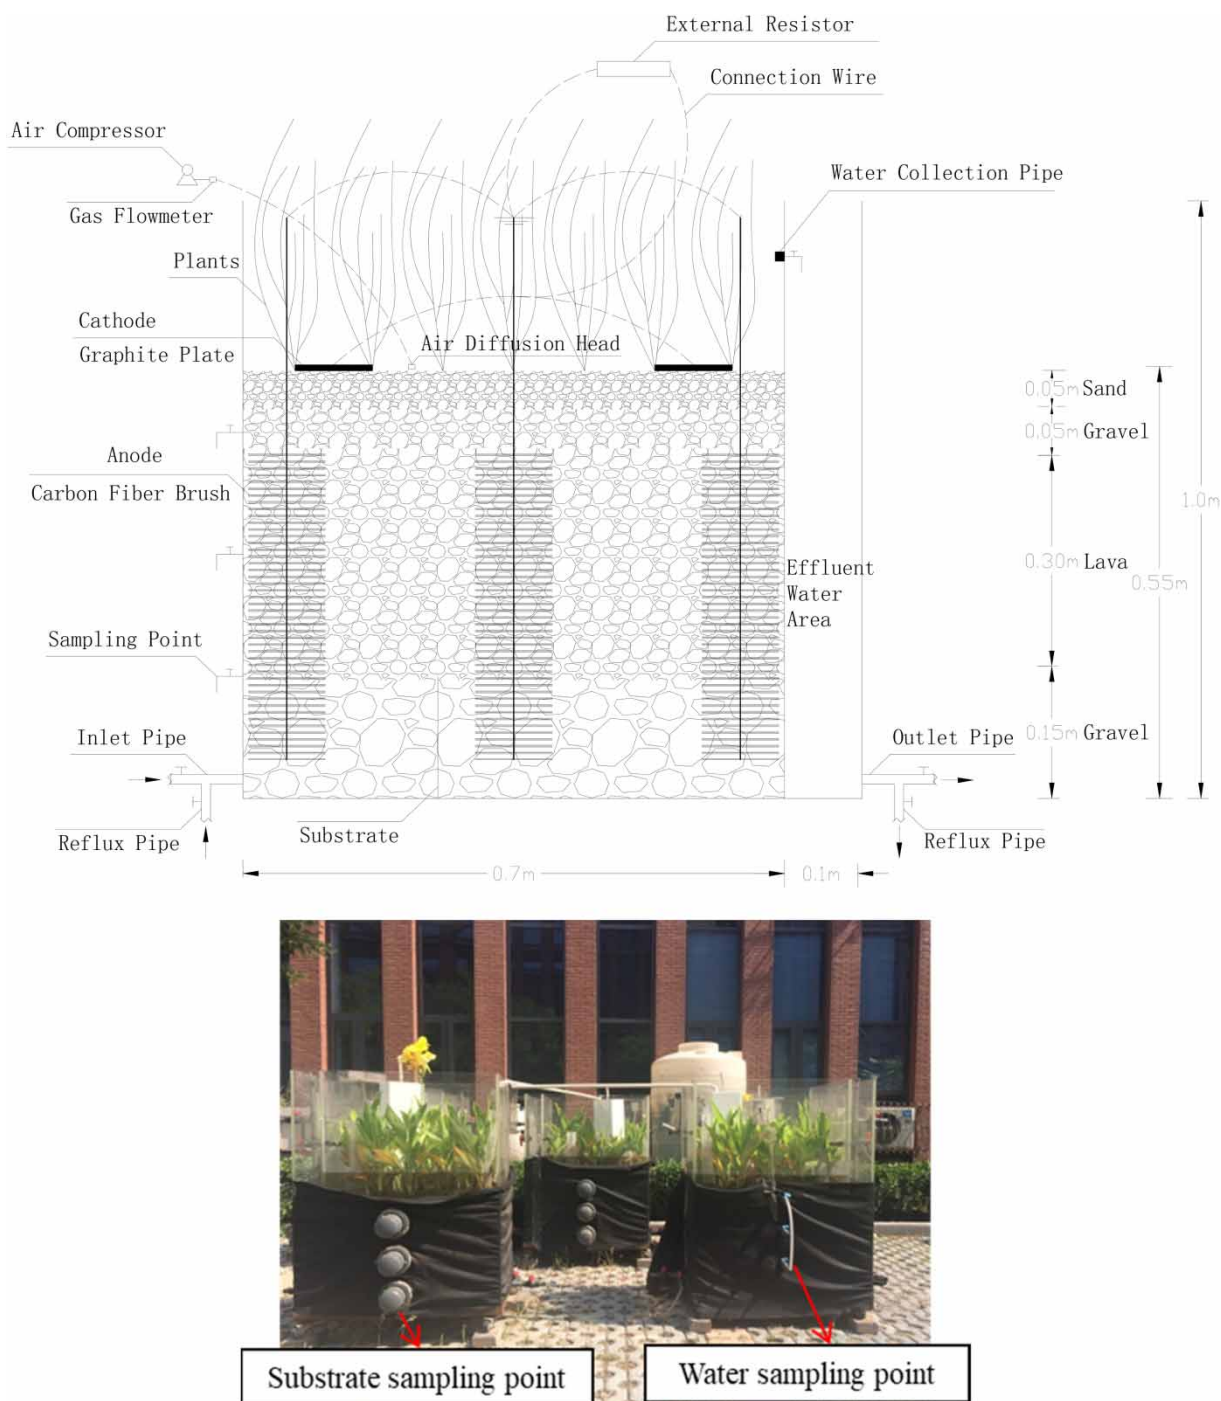 External Resistor
Connection Wire
Air Compressor
Water Collection Pipe
Gas Flowmeter
Plants
Cathode
Graphite Plate
Air Diffusion Head
0.05m Sand
0.05m Gravel
Anode
Carbon Fiber Brush
1.0m
Effluent
Water
Area
0.30m Lava
0.55m
Sampling Point
Inlet Pipe
Outlet Pipe
0.15m Gravel
Substrate
Reflux Pipe
Reflux Pipe
0.7m
0.1m
Substrate sampling point
Water sampling point